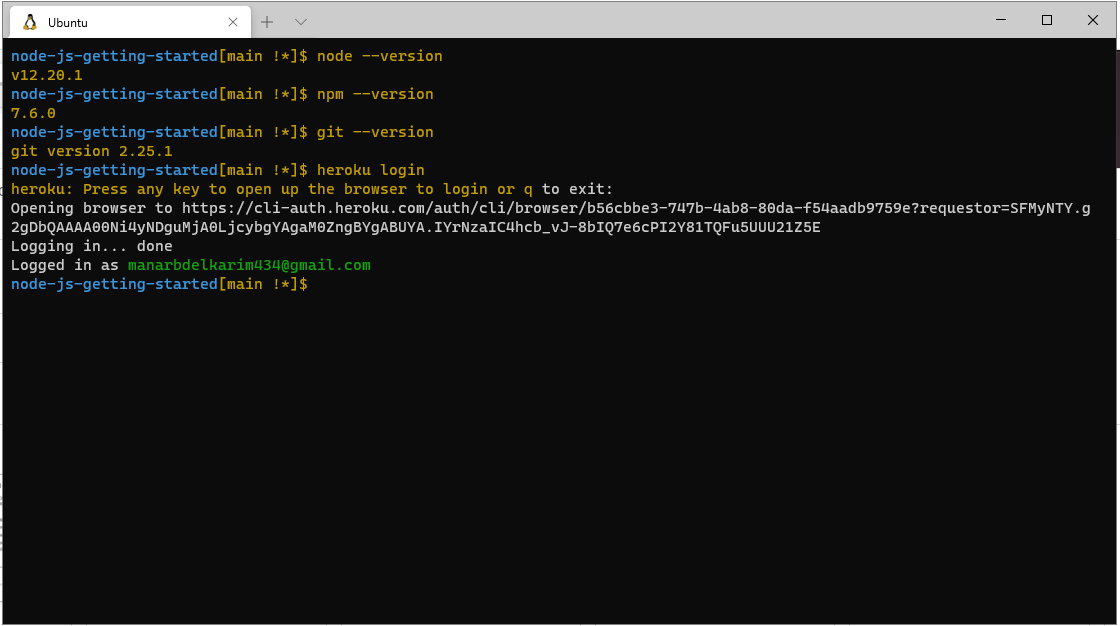 Ubuntu
node-js-getting-started[main !*]$ node --version
v12.20.1
node-js-getting-started[main !*]$ npm --version
7.6.0
node-js-getting-started[main !*]$ git --version
git version 2.25.1
node-js-getting-started[main !*]$ heroku login
heroku: Press any key to open up the browser to login or q to exit:
Opening browser to https://cli-auth.heroku.com/auth/cli/browser/b56cbbe3-747b-4ab8-80da-f54aadb9759e?requestor=SFMyNTY.g
2gDbQAAAA00Ni4yNDguMjA0LjcybgYAgaM0ZngBYgABUYA.IYrNzaIC4hcb_vJ-8bIQ7e6cPI2Y81TQFu5UUU21Z5E
Logging in... done
Logged in as manarbdelkarim434@gmail.com
node-js-getting-started[main !*]$